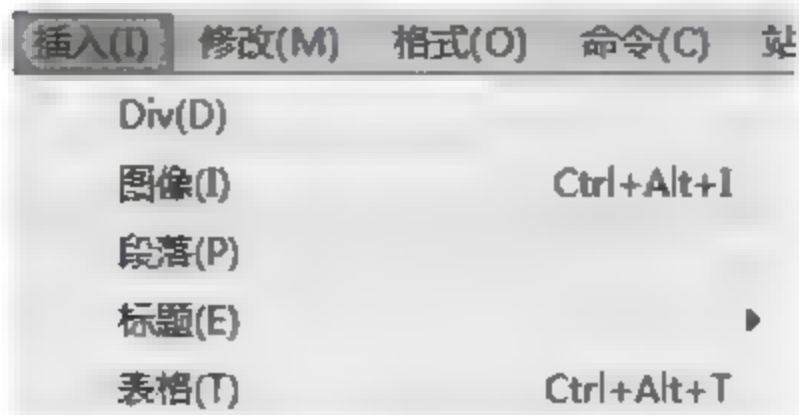 插入(I) 修改(M) 格式(O) 命令(C) 站
Div(D)
图像(I) Ctrl+Alt+I
段落(P)
标题(E)
表格(T) Ctrl+Alt+T